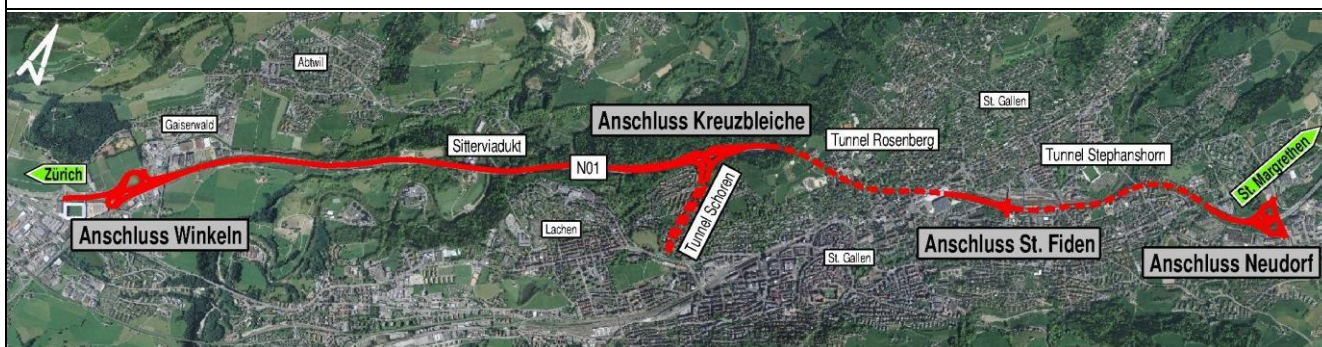 Abtwil
Gaiserwald
Zürich
Sitterviadukt
Anschluss Kreuzbleiche
N01
Anschluss Winkeln
Lachen
Tunnel Schoren
Tunnel Rosenberg
St. Gallen
St. Gallen
Anschluss St. Fiden
Tunnel Stephanshorn
St. Margrethen
Anschluss Neudorf